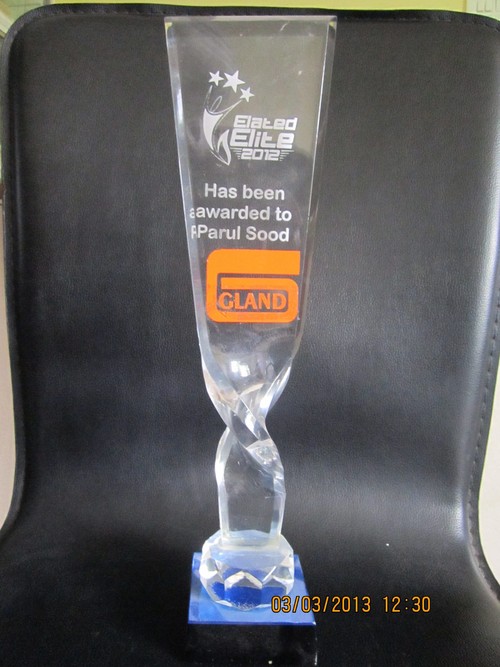 Elated
Elite
2012
Has been
awarded to
Parul Sood
G
GLAND
03/03/2013 12:30